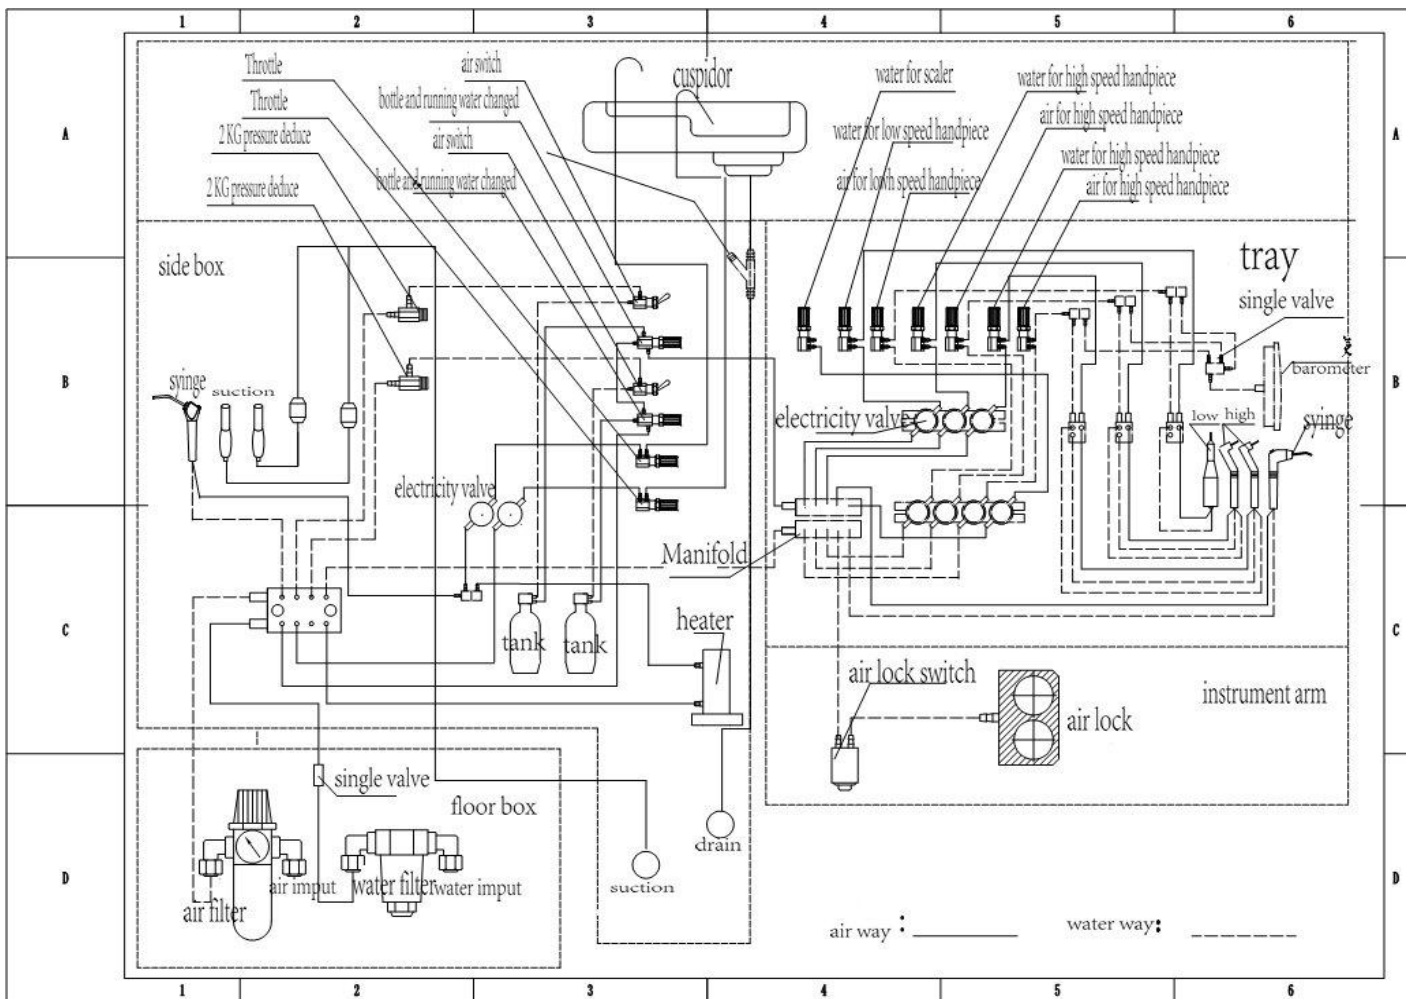 1 2 3 4 5 6
A
A
B
B
C
C
D
D
Throttle
Throttle
2 KG pressure deduce
2 KG pressure deduce
air switch
bottle and running water changed
air switch
bottle and running water changed
cuspidor
water for scaler
water for low speed handpiece
air for lowh speed handpiece
water for high speed handpiece
air for high speed handpiece
water for high speed handpiece
air for high speed handpiece
side box
syinge
suction
electricity valve
tank
tank
heater
tray
single valve
barometer
electricity valve
low
high
syinge
Manifold
air lock switch
air lock
instrument arm
single valve
floor box
air filter
air imput
water filter
water imput
suction
drain
air way :
water way:
1 2 3 4 5 6